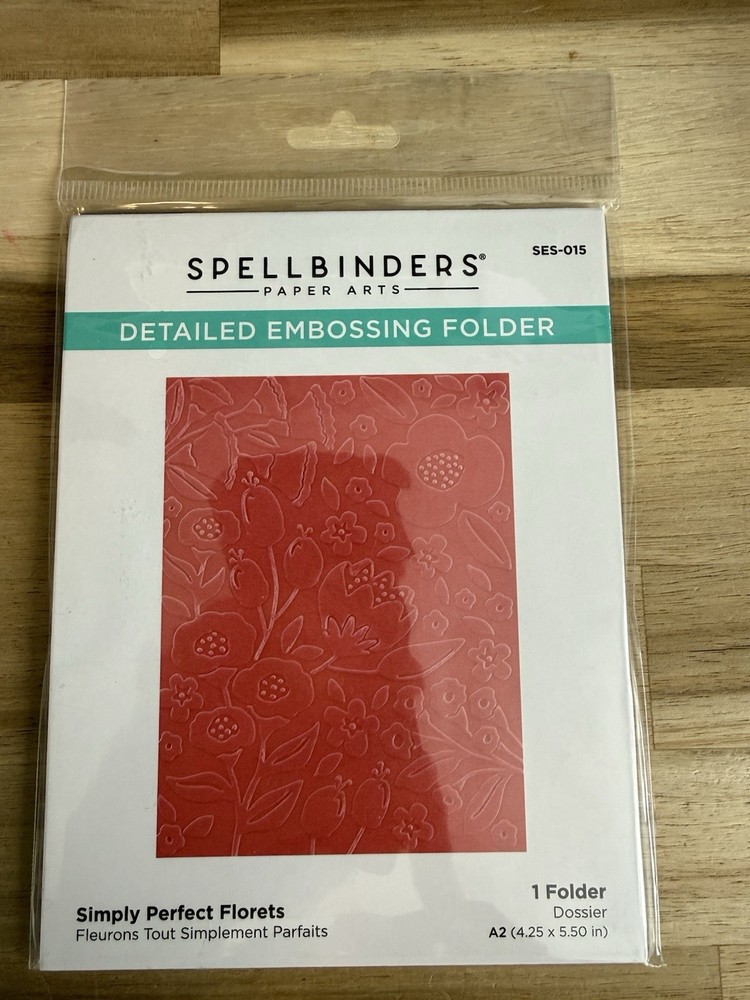 SES-015
SPELLBINDERS®
PAPER ARTS
DETAILED EMBOSSING FOLDER
Simply Perfect Florets
Fleurons Tout Simplement Parfaits
1 Folder
Dossier
A2 (4.25 x 5.50 in)